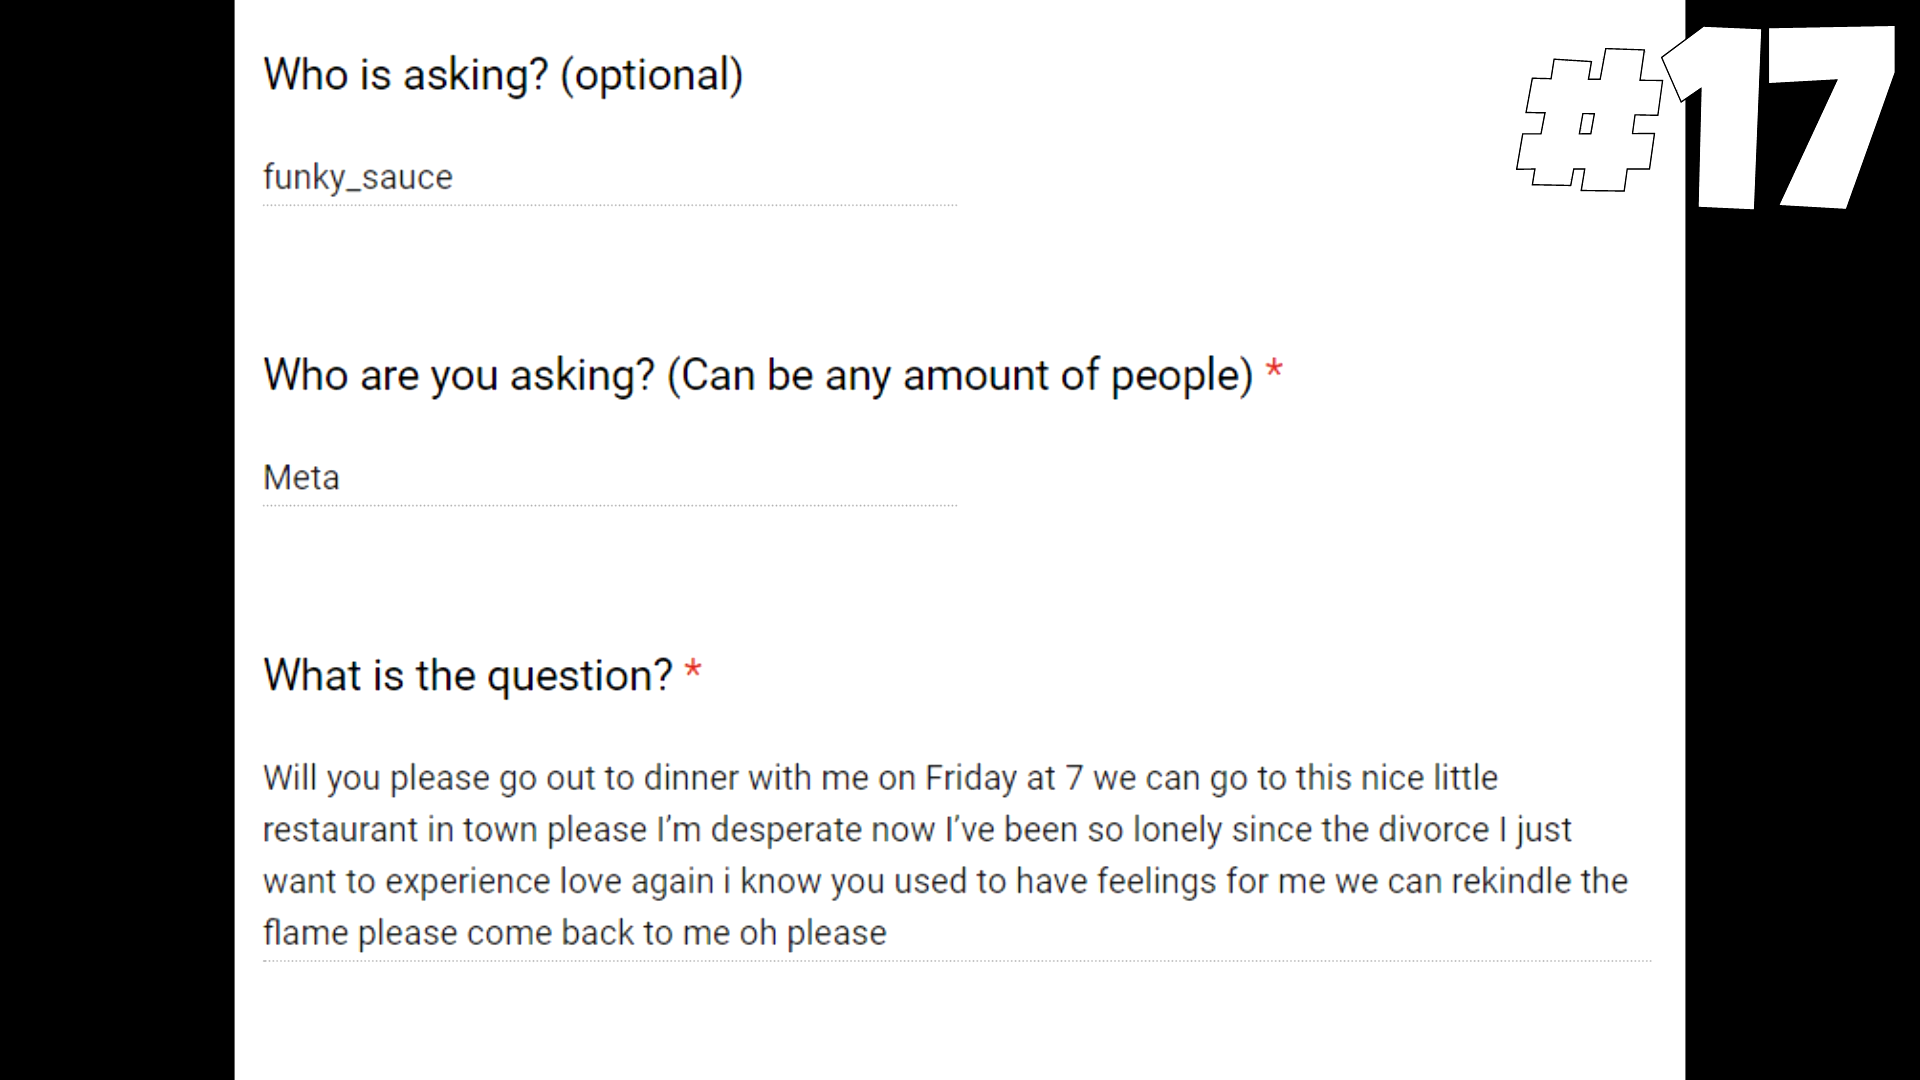 #17
Who is asking? (optional)
funky_sauce
Who are you asking? (Can be any amount of people) *
Meta
What is the question? *
Will you please go out to dinner with me on Friday at 7 we can go to this nice little
restaurant in town please I’m desperate now I’ve been so lonely since the divorce I just
want to experience love again i know you used to have feelings for me we can rekindle the
flame please come back to me oh please